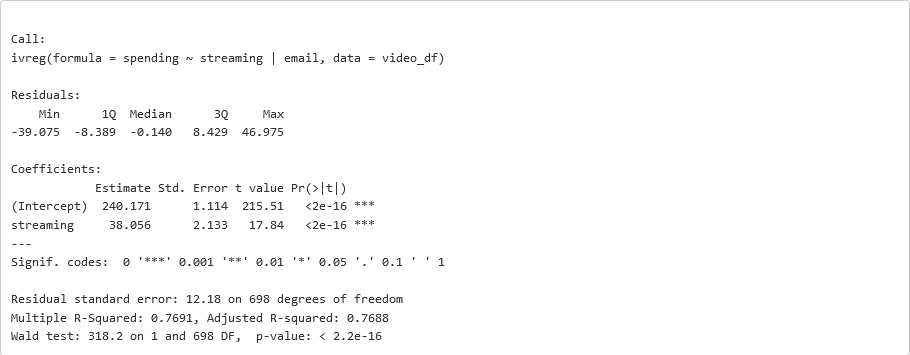 Call:
ivreg(formula = spending ~ streaming | email, data = video_df)
Residuals:
    Min      1Q  Median      3Q     Max
-39.075  -8.389  -0.140   8.429  46.975
Coefficients:
            Estimate Std. Error t value Pr(>|t|)
(Intercept)  240.171      1.114  215.51   <2e-16 ***
streaming     38.056      2.133   17.84   <2e-16 ***
---
Signif. codes:  0 '***' 0.001 '**' 0.01 '*' 0.05 '.' 0.1 ' ' 1
Residual standard error: 12.18 on 698 degrees of freedom
Multiple R-Squared: 0.7691, Adjusted R-squared: 0.7688
Wald test: 318.2 on 1 and 698 DF,  p-value: < 2.2e-16